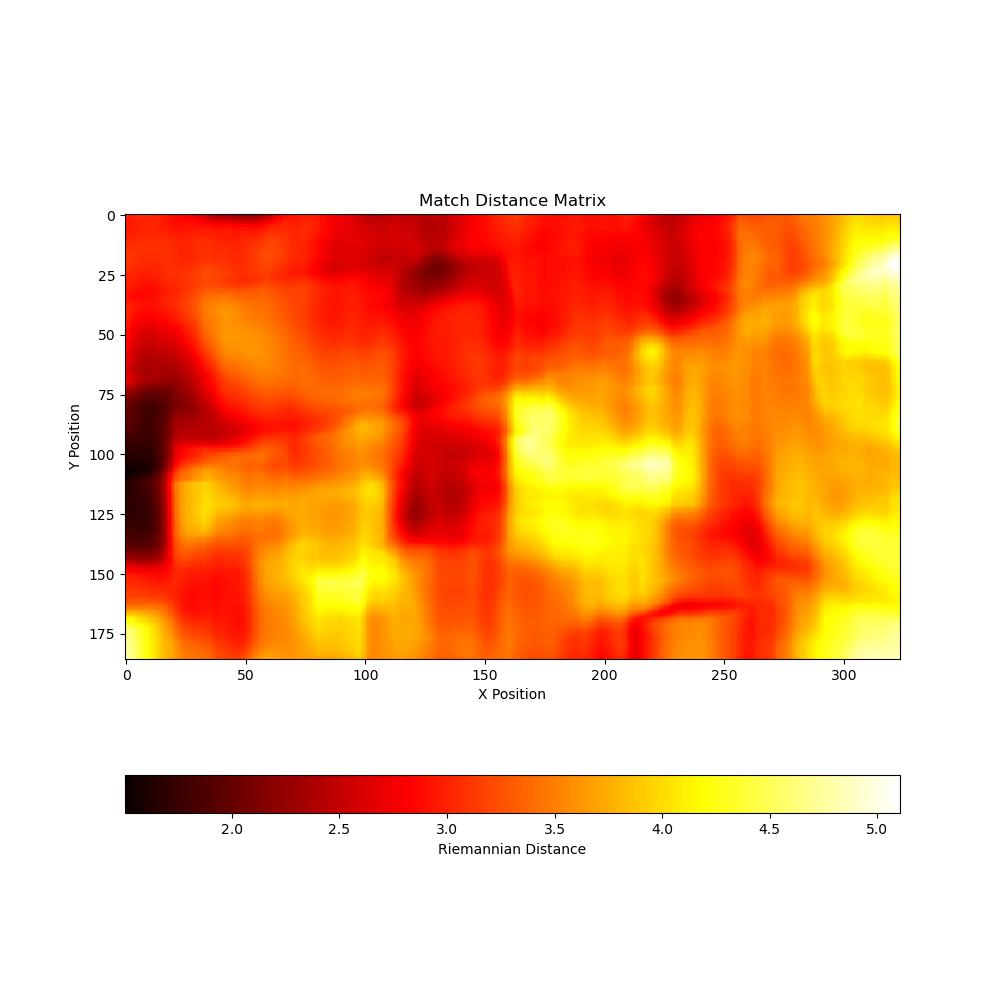 Match Distance Matrix
0
25
50
75
100
125
150
175
Y Position
0 50 100 150 200 250 300
X Position
2.0 2.5 3.0 3.5 4.0 4.5 5.0
Riemannian Distance